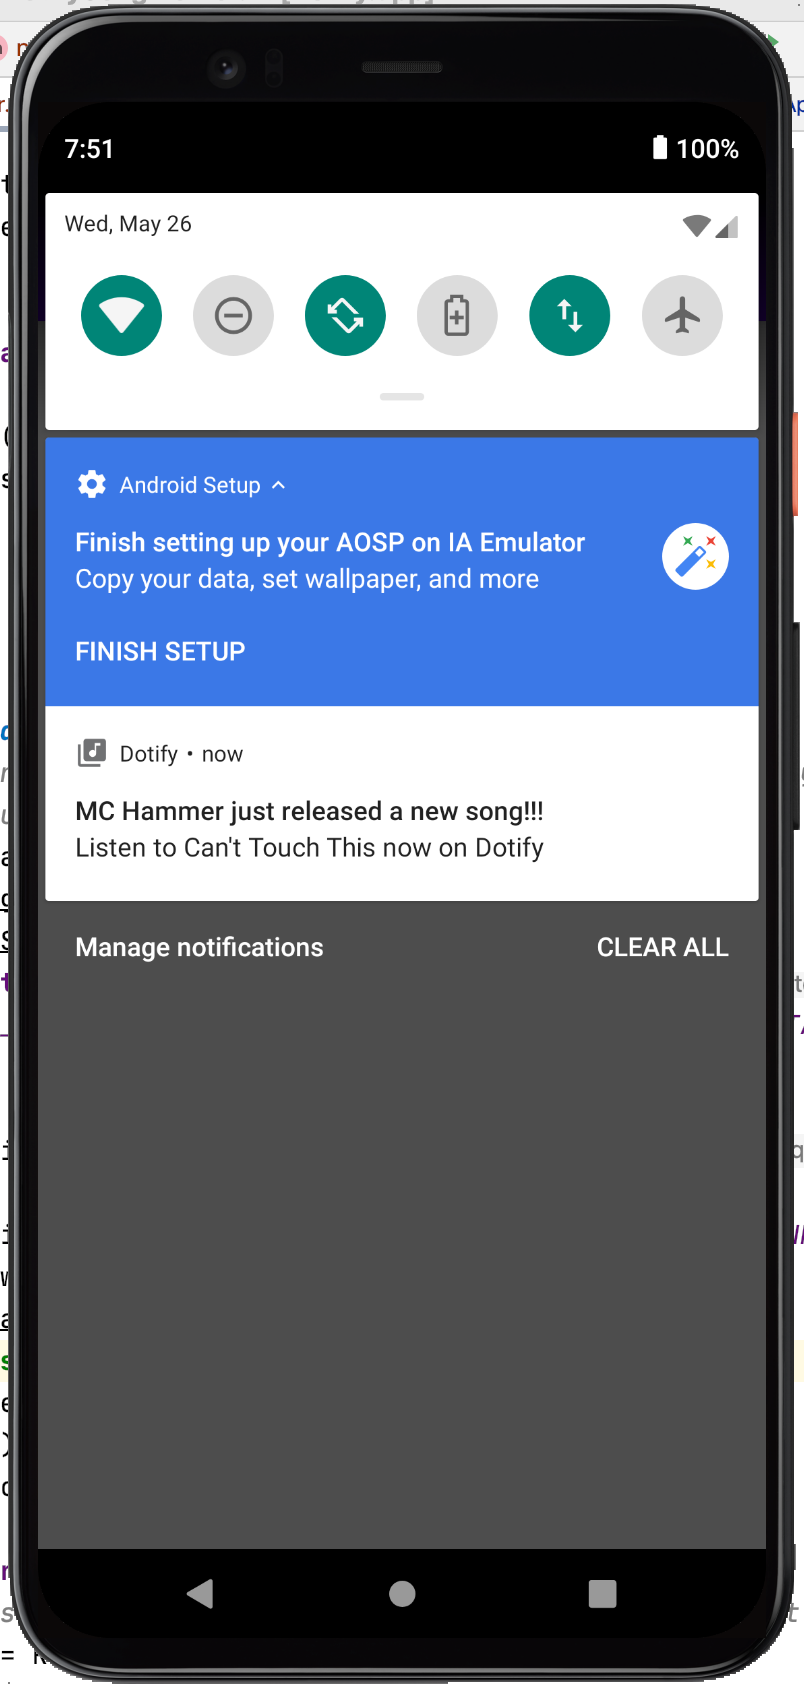 7:51
100%
Wed, May 26
Android Setup
Finish setting up your AOSP on IA Emulator
Copy your data, set wallpaper, and more
FINISH SETUP
Dotify • now
MC Hammer just released a new song!!!
Listen to Can't Touch This now on Dotify
Manage notifications
CLEAR ALL